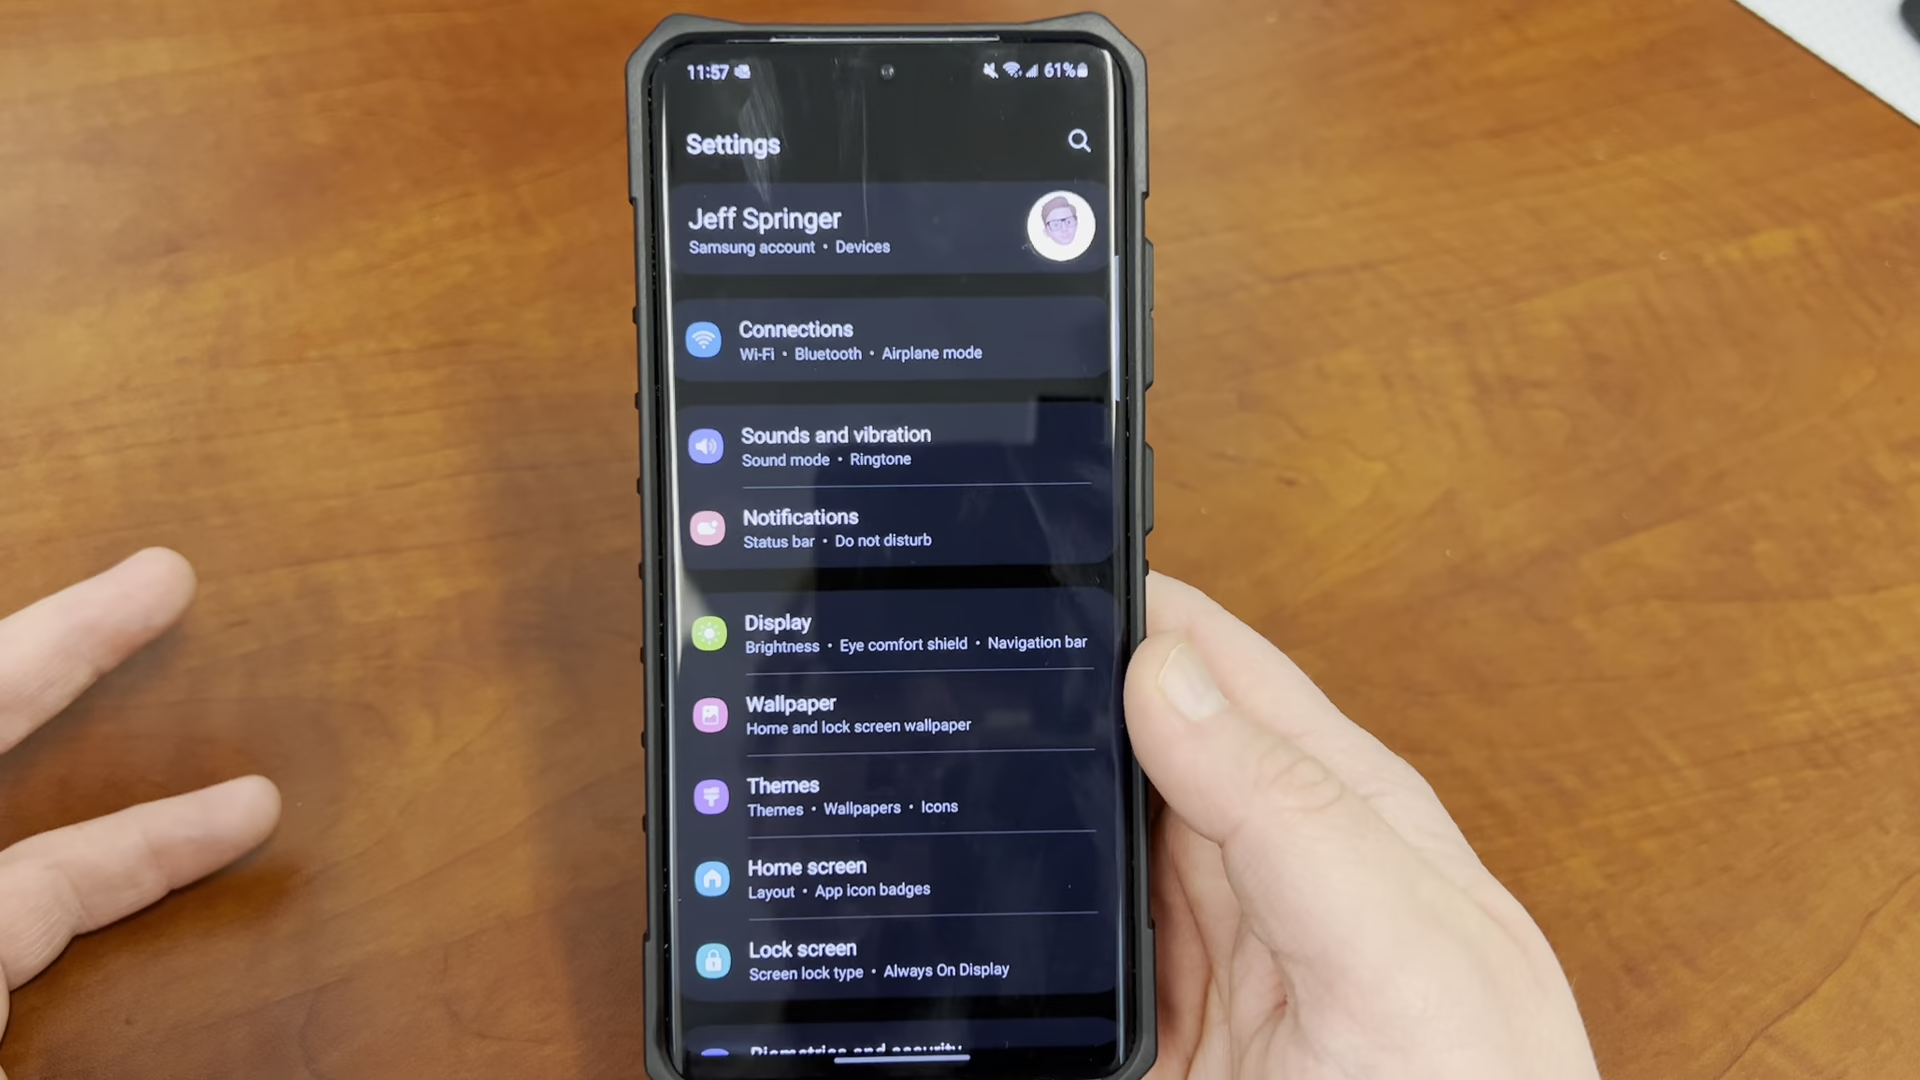 11:57
61%
Settings
Jeff Springer
Samsung account • Devices
Connections
Wi-Fi • Bluetooth • Airplane mode
Sounds and vibration
Sound mode • Ringtone
Notifications
Status bar • Do not disturb
Display
Brightness • Eye comfort shield • Navigation bar
Wallpaper
Home and lock screen wallpaper
Themes
Themes • Wallpapers • Icons
Home screen
Layout • App icon badges
Lock screen
Screen lock type • Always On Display
Biometrics and security